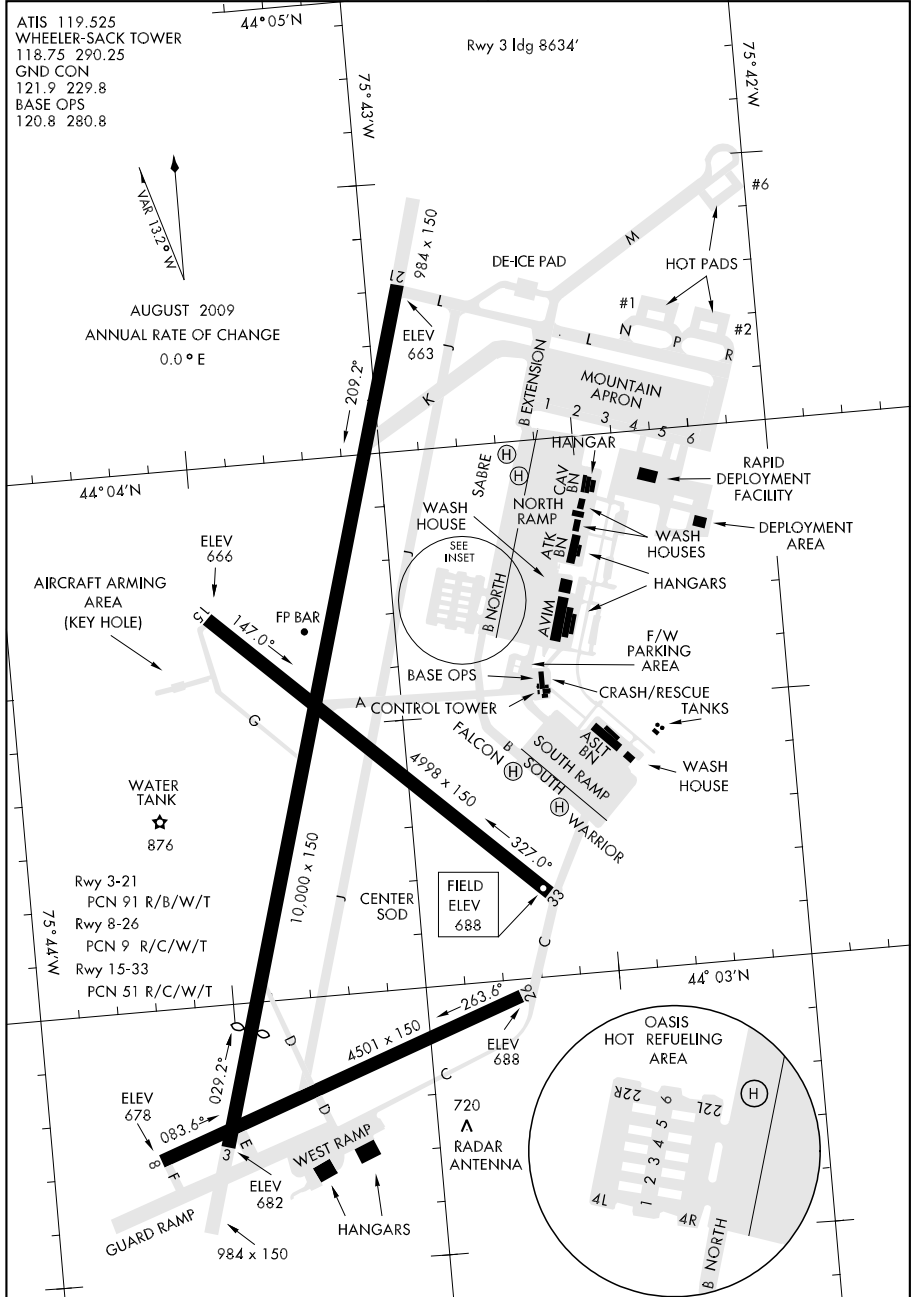 ATIS 119.525
WHEELER-SACK TOWER
118.75 290.25
GND CON
121.9 229.8
BASE OPS
120.8 280.8
44°05'N
Rwy 3 ldg 8634'
75°43'W
75°42'W
VAR 13.2° W
AUGUST 2009
ANNUAL RATE OF CHANGE
0.0° E
984 x 150
21
L
ELEV
663
209.2°
J
K
DE-ICE PAD
M
#6
HOT PADS
#1
N
L
P
#2
R
B EXTENSION
MOUNTAIN
APRON
1
2
3
4
5
6
44°04'N
HANGAR
SABRE
H
H
CAV
BN
NORTH
RAMP
RAPID
DEPLOYMENT
FACILITY
WASH
HOUSE
ATK
BN
WASH
HOUSES
DEPLOYMENT
AREA
ELEV
666
SEE
INSET
J
B NORTH
HANGARS
AVIM
AIRCRAFT ARMING
AREA
(KEY HOLE)
15
147.0°
FP BAR
F/W
PARKING
AREA
BASE OPS
CRASH/RESCUE
A
CONTROL TOWER
TANKS
G
FALCON
H
B
SOUTH
SOUTH RAMP
ASLT
BN
WASH
HOUSE
H
WARRIOR
4998 x 150
327.0°
33
WATER
TANK
876
10,000 x 150
J
CENTER
SOD
FIELD
ELEV
688
Rwy 3-21
PCN 91 R/B/W/T
Rwy 8-26
PCN 9 R/C/W/T
Rwy 15-33
PCN 51 R/C/W/T
75°44'W
C
44°03'N
263.6°
26
ELEV
688
4501 x 150
D
C
029.2°
ELEV
678
083.6°
8
F
3
E
D
WEST RAMP
ELEV
682
HANGARS
GUARD RAMP
984 x 150
720
RADAR
ANTENNA
OASIS
HOT REFUELING
AREA
22R
22L
H
6
5
4
3
2
1
4L
4R
B NORTH